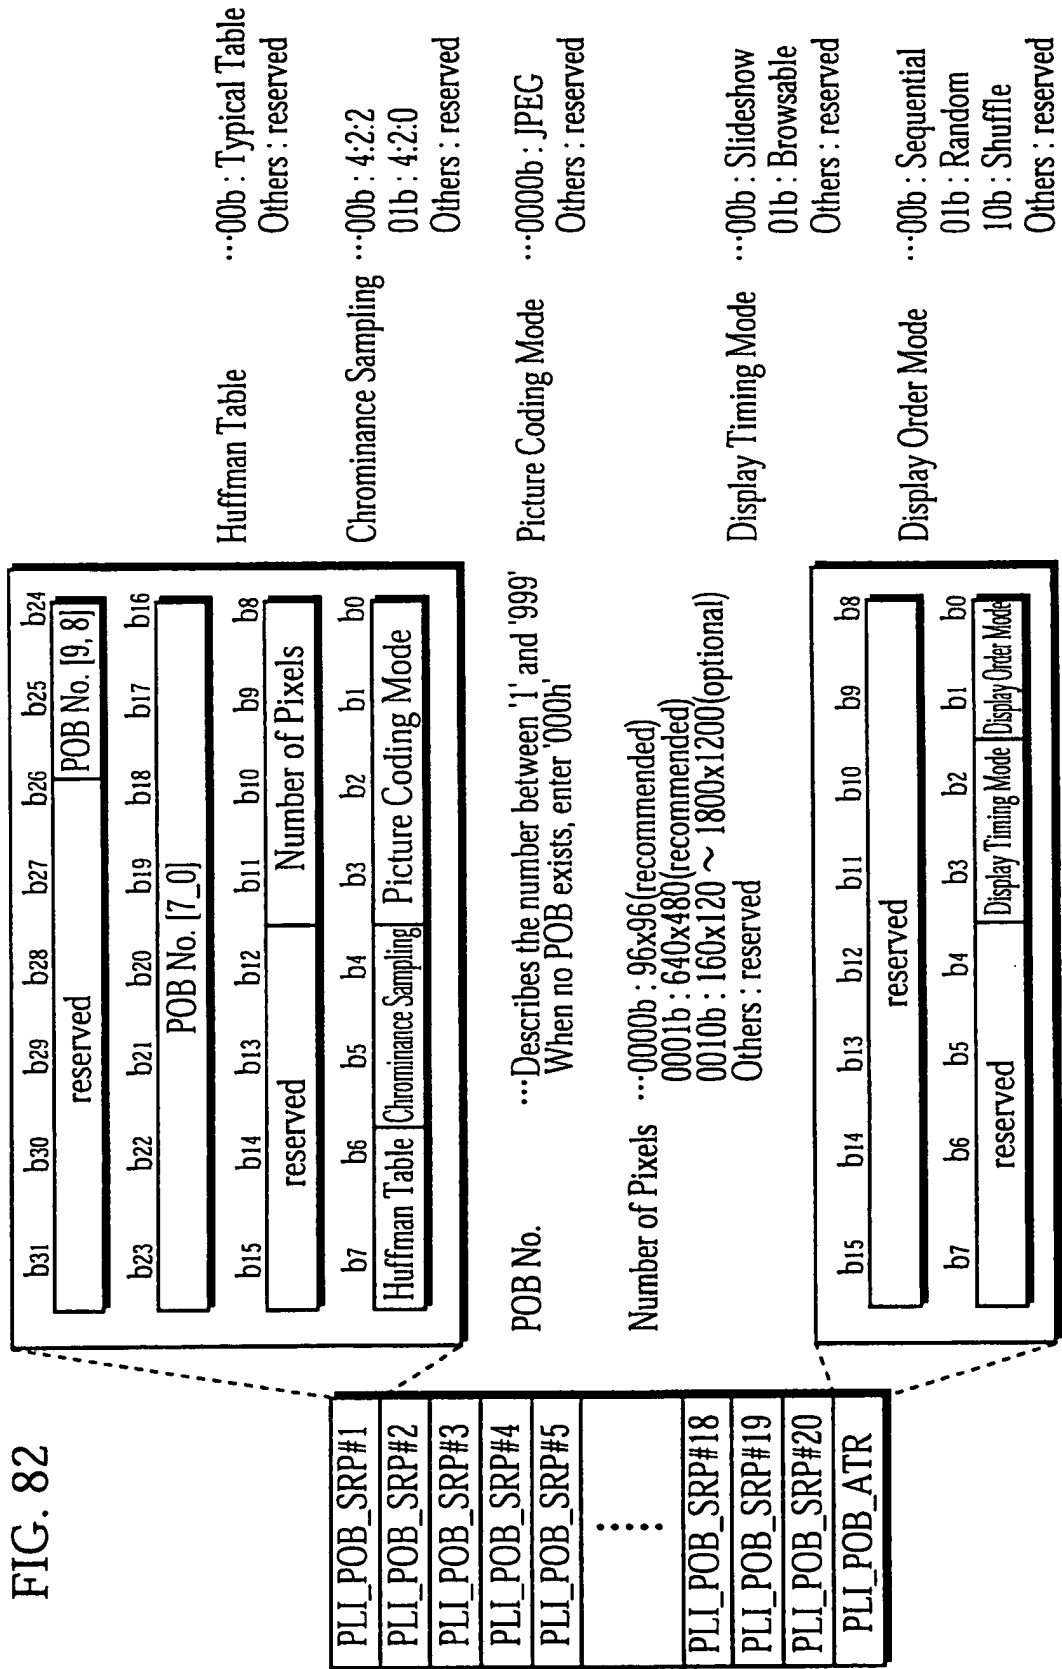 FIG. 82
PLI_POB_SRP#1
PLI_POB_SRP#2
PLI_POB_SRP#3
PLI_POB_SRP#4
PLI_POB_SRP#5
......
PLI_POB_SRP#18
PLI_POB_SRP#19
PLI_POB_SRP#20
PLI_POB_ATR
b31 b30 b29 b28 b27 b26 b25 b24
reserved POB No. [9, 8]
b23 b22 b21 b20 b19 b18 b17 b16
POB No. [7_0]
b15 b14 b13 b12 b11 b10 b9 b8
reserved Number of Pixels
b7 b6 b5 b4 b3 b2 b1 b0
Huffman Table Chrominance Sampling Picture Coding Mode
POB No. ...Describes the number between '1' and '999'
When no POB exists, enter '000h'
Number of Pixels ...0000b : 96x96(recommended)
0001b : 640x480(recommended)
0010b : 160x120 ~ 1800x1200(optional)
Others : reserved
b15 b14 b13 b12 b11 b10 b9 b8
reserved
b7 b6 b5 b4 b3 b2 b1 b0
reserved Display Timing Mode Display Order Mode
Huffman Table ...00b : Typical Table
Others : reserved
Chrominance Sampling ...00b : 4:2:2
01b : 4:2:0
Others : reserved
Picture Coding Mode ...0000b : JPEG
Others : reserved
Display Timing Mode ...00b : Slideshow
01b : Browsable
Others : reserved
Display Order Mode ...00b : Sequential
01b : Random
10b : Shuffle
Others : reserved